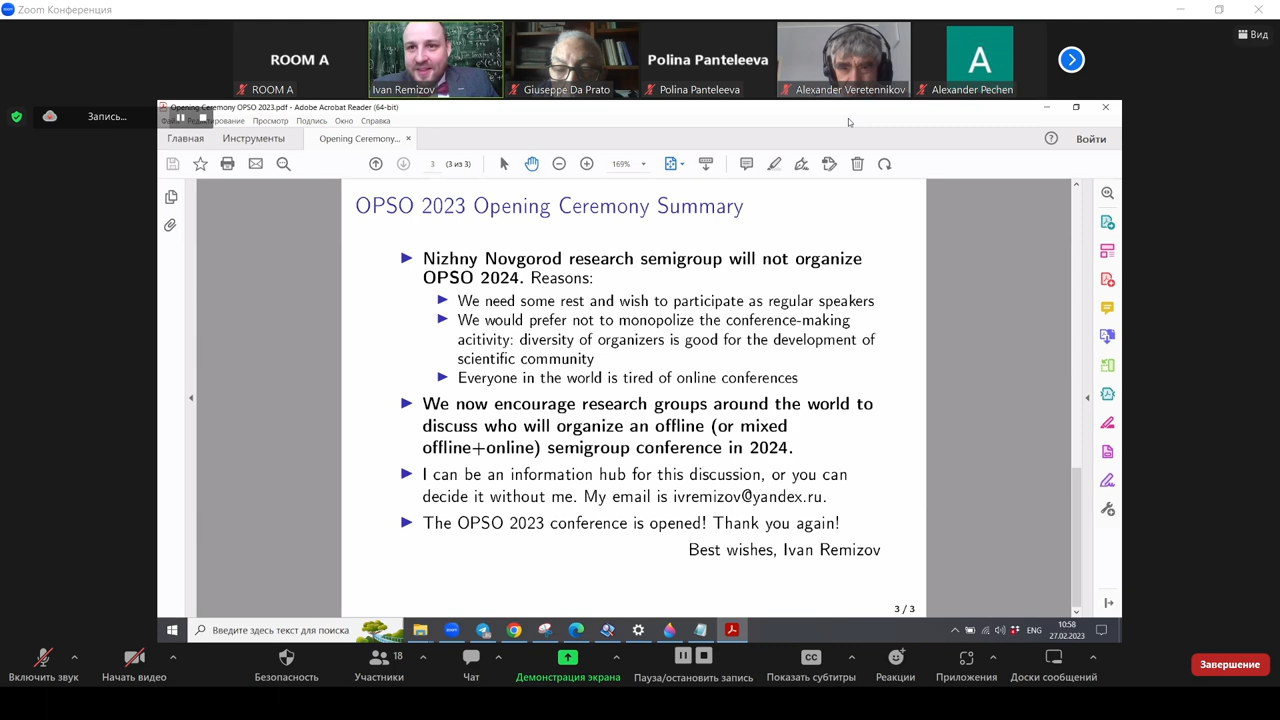 Zoom Конференция
Вид
ROOM A
Polina Panteleeva
A
ROOM A
Ivan Remizov
Giuseppe Da Prato
Polina Panteleeva
Alexander Veretennikov
Alexander Pechen
Запись...
Opening Ceremony OPSO 2023.pdf - Adobe Acrobat Reader (64-bit)
Просмотр Подпись Окно Справка
Главная Инструменты Opening Ceremony... × Войти
3 (3 из 3) 169%
OPSO 2023 Opening Ceremony Summary
Nizhny Novgorod research semigroup will not organize
OPSO 2024. Reasons:
We need some rest and wish to participate as regular speakers
We would prefer not to monopolize the conference-making
acitivity: diversity of organizers is good for the development of
scientific community
Everyone in the world is tired of online conferences
We now encourage research groups around the world to
discuss who will organize an offline (or mixed
offline+online) semigroup conference in 2024.
I can be an information hub for this discussion, or you can
decide it without me. My email is ivremizov@yandex.ru.
The OPSO 2023 conference is opened! Thank you again!
Best wishes, Ivan Remizov
3 / 3
Введите здесь текст для поиска
ENG
10:58
27.02.2023
Включить звук
Начать видео
Безопасность
18
Участники
Чат
Демонстрация экрана
Пауза/остановить запись
CC
Показать субтитры
Реакции
Приложения
Доски сообщений
Завершение